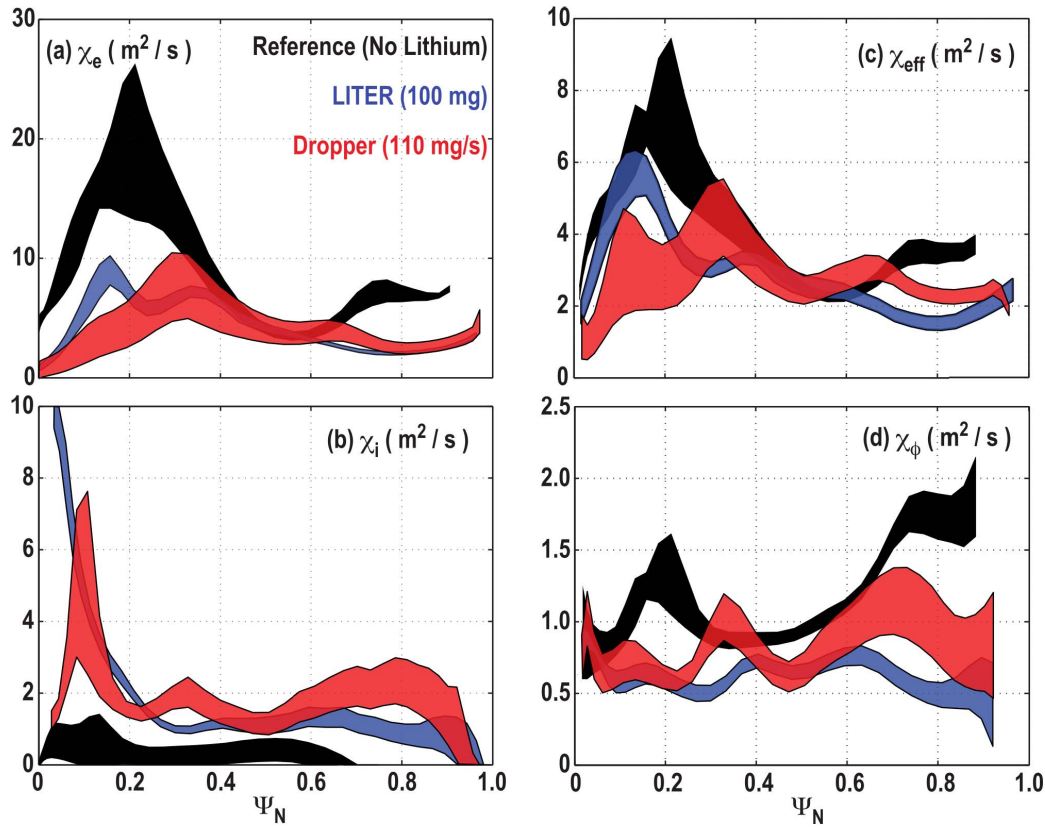 (a) χe ( m² / s )
Reference (No Lithium)
LITER (100 mg)
Dropper (110 mg/s)
30
20
10
0
(c) χeff ( m² / s )
10
8
6
4
2
0
(b) χi ( m² / s )
10
8
6
4
2
0
0 0.2 0.4 0.6 0.8 1.0
ΨN
(d) χϕ ( m² / s )
2.5
2.0
1.5
1.0
0.5
0
0 0.2 0.4 0.6 0.8 1.0
ΨN